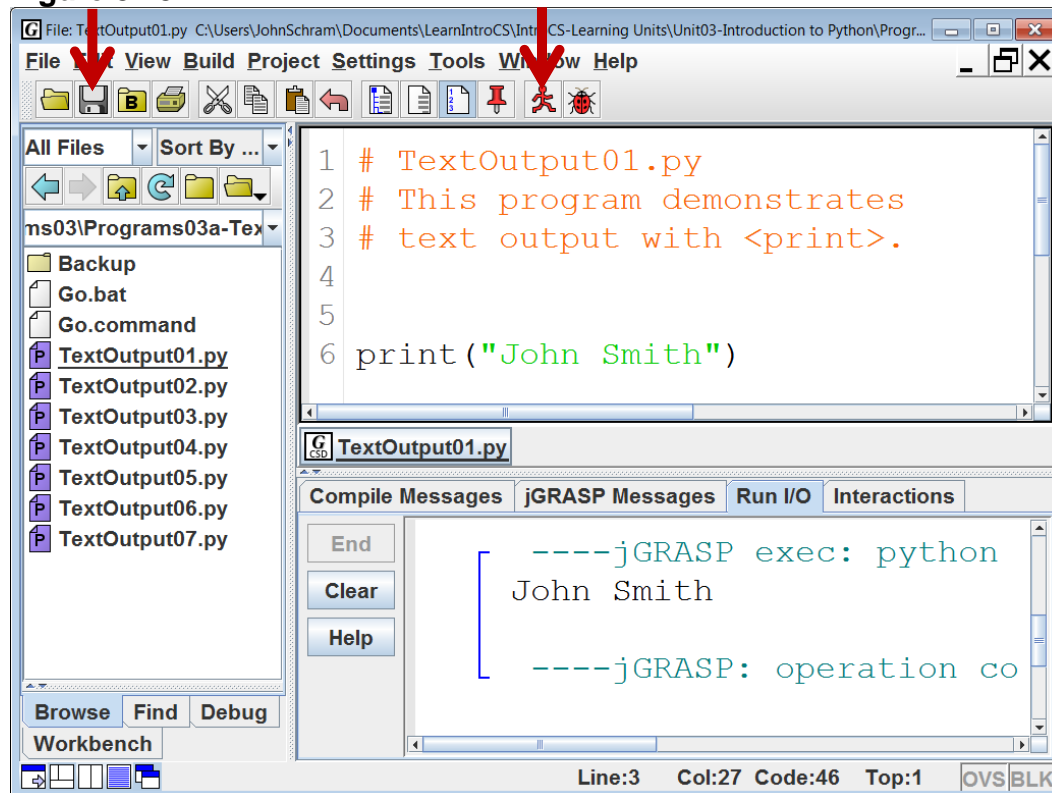 File: TextOutput01.py C:\Users\JohnSchram\Documents\LearnIntroCS\IntroCS-Learning Units\Unit03-Introduction to Python\Progr...
File View Build Project Settings Tools Window Help
B
1 2 3
All Files Sort By ...
ms03\Programs03a-Tex
Backup
Go.bat
Go.command
P TextOutput01.py
P TextOutput02.py
P TextOutput03.py
P TextOutput04.py
P TextOutput05.py
P TextOutput06.py
P TextOutput07.py
Browse Find Debug
Workbench
1 # TextOutput01.py
2 # This program demonstrates
3 # text output with <print>.
4
5
6 print("John Smith")
G CSD TextOutput01.py
Compile Messages jGRASP Messages Run I/O Interactions
End
Clear
Help
----jGRASP exec: python
John Smith
----jGRASP: operation co
Line:3 Col:27 Code:46 Top:1 OVS BLK